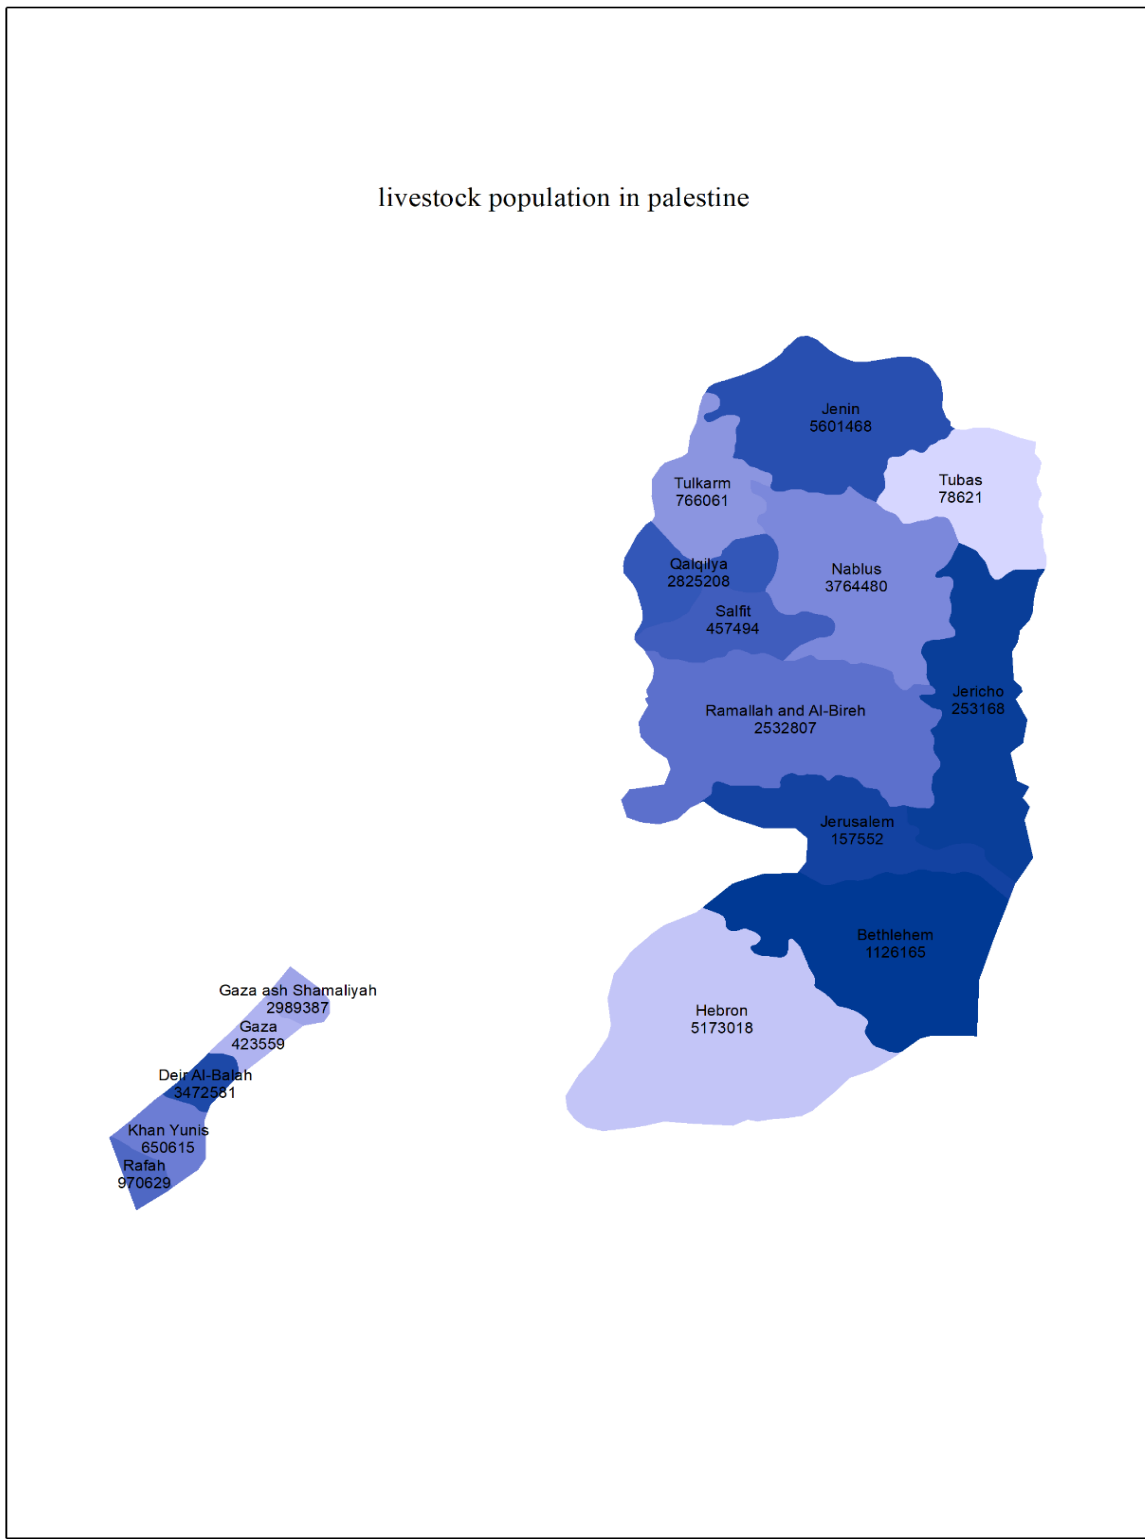 livestock population in palestine
Jenin
5601468
Tubas
78621
Tulkarm
766061
Qalqilya
2825208
Nablus
3764480
Salfit
457494
Jericho
253168
Ramallah and Al-Bireh
2532807
Jerusalem
157552
Bethlehem
1126165
Hebron
5173018
Gaza ash Shamaliyah
2989387
Gaza
423559
Deir Al-Balah
3472581
Khan Yunis
650615
Rafah
970629